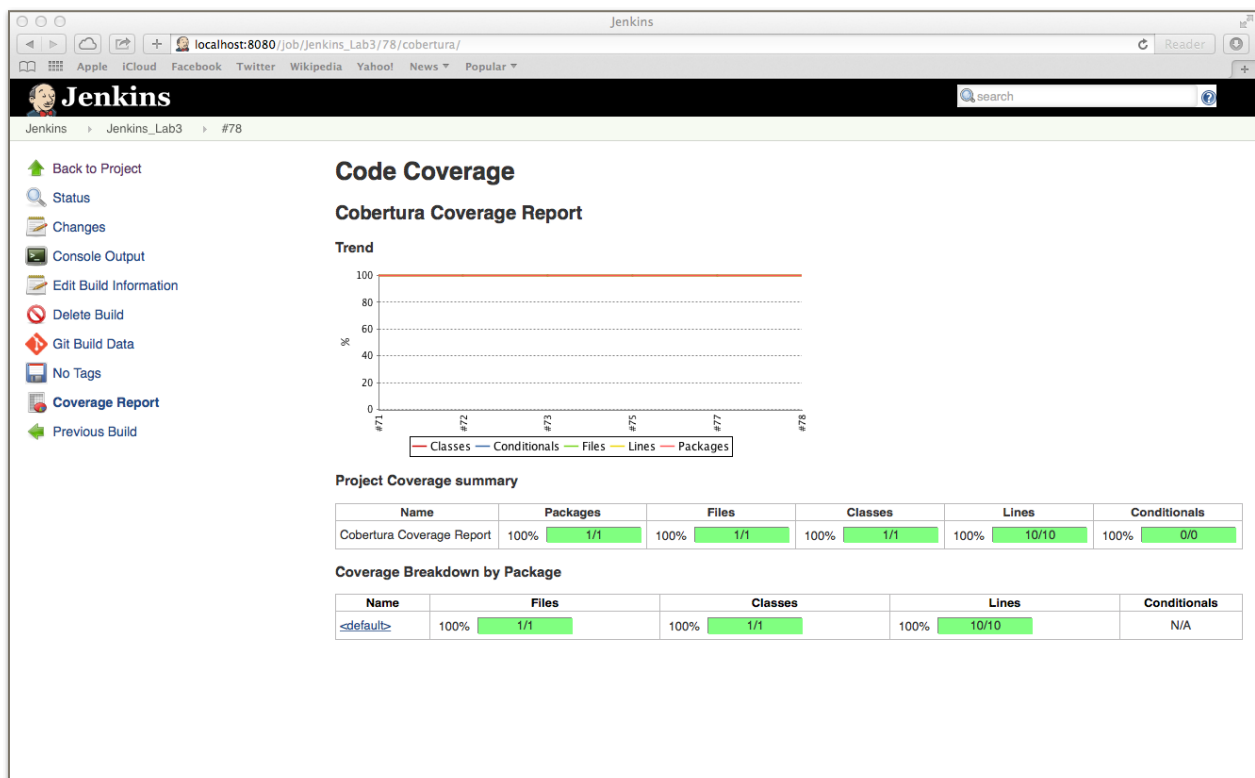 Jenkins
localhost:8080/job/Jenkins_Lab3/78/cobertura/
Reader
Apple iCloud Facebook Twitter Wikipedia Yahoo! News ▾ Popular ▾
Jenkins
search
?
Jenkins Jenkins_Lab3 #78
Back to Project
Status
Changes
Console Output
Edit Build Information
Delete Build
Git Build Data
No Tags
Coverage Report
Previous Build
Code Coverage
Cobertura Coverage Report
Trend
100
80
60
40
20
0
%
#71 #72 #73 #75 #77 #78
Classes Conditionals Files Lines Packages
Project Coverage summary
Name Packages Files Classes Lines Conditionals
Cobertura Coverage Report 100% 1/1 100% 1/1 100% 1/1 100% 10/10 100% 0/0
Coverage Breakdown by Package
Name Files Classes Lines Conditionals
<default> 100% 1/1 100% 1/1 100% 10/10 N/A